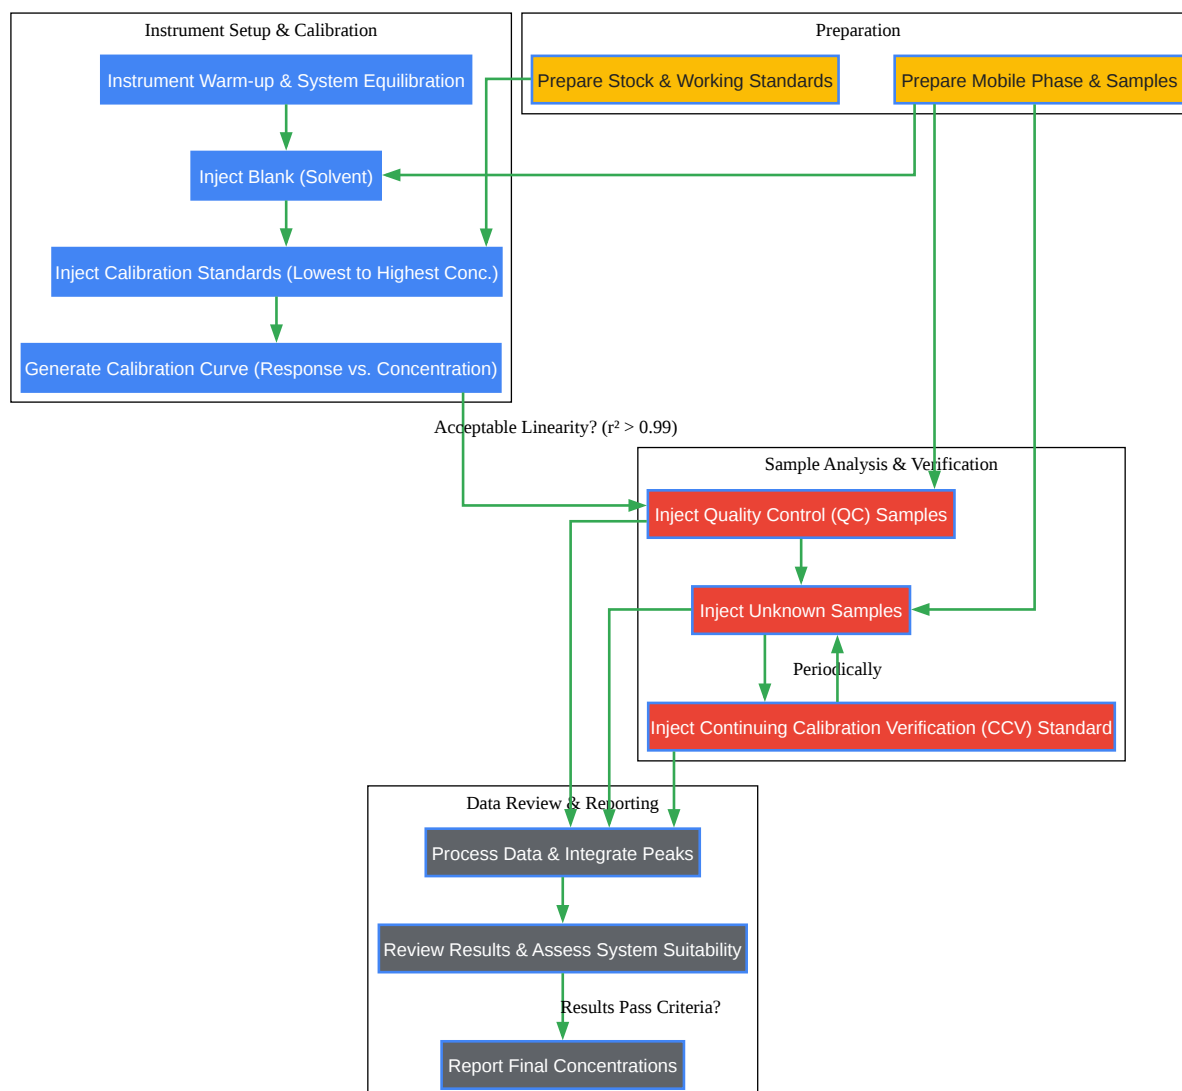 Instrument Setup & Calibration
Preparation
Instrument Warm-up & System Equilibration
Prepare Stock & Working Standards
Prepare Mobile Phase & Samples
Inject Blank (Solvent)
Inject Calibration Standards (Lowest to Highest Conc.)
Generate Calibration Curve (Response vs. Concentration)
Acceptable Linearity? (r² > 0.99)
Sample Analysis & Verification
Inject Quality Control (QC) Samples
Inject Unknown Samples
Periodically
Inject Continuing Calibration Verification (CCV) Standard
Data Review & Reporting
Process Data & Integrate Peaks
Review Results & Assess System Suitability
Results Pass Criteria?
Report Final Concentrations